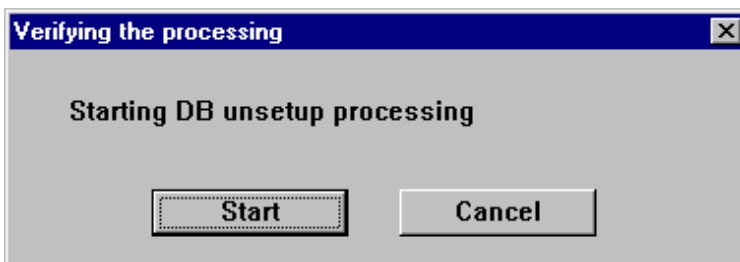 Verifying the processing
Starting DB unsetup processing
Start Cancel